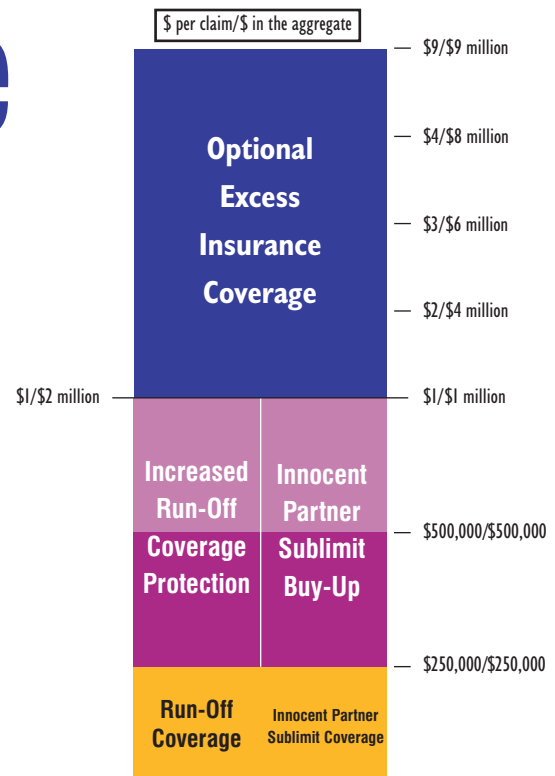 $ per claim/$ in the aggregate
e
$9/$9 million
Optional
Excess
Insurance
Coverage
$4/$8 million
$3/$6 million
$2/$4 million
$1/$2 million
$1/$1 million
Increased
Run-Off
Coverage
Protection
Innocent
Partner
Sublimit
Buy-Up
$500,000/$500,000
$250,000/$250,000
Run-Off
Coverage
Innocent Partner
Sublimit Coverage